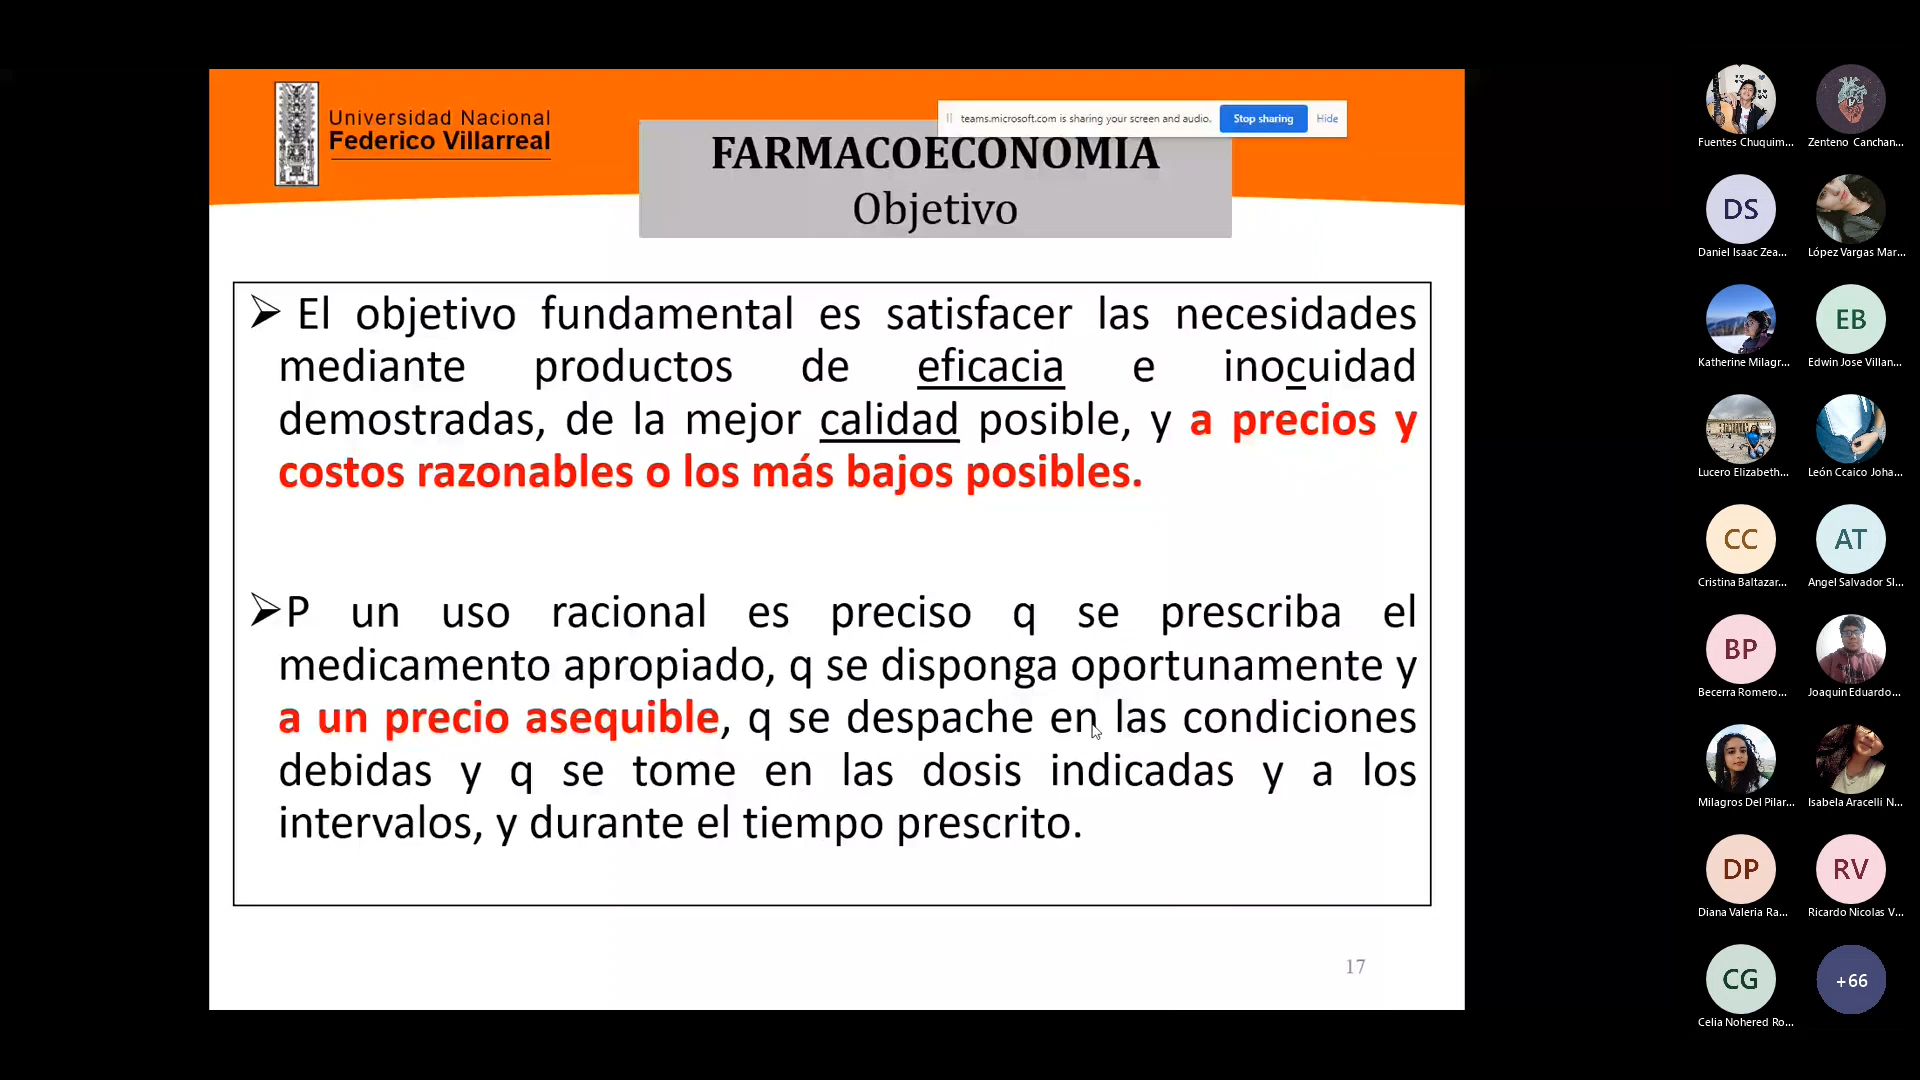 Universidad Nacional
Federico Villarreal
teams.microsoft.com is sharing your screen and audio.
Stop sharing
Hide
FARMACOECONOMIA
Objetivo
➢ El objetivo fundamental es satisfacer las necesidades
mediante productos de eficacia e inocuidad
demostradas, de la mejor calidad posible, y a precios y
costos razonables o los más bajos posibles.
➢P un uso racional es preciso q se prescriba el
medicamento apropiado, q se disponga oportunamente y
a un precio asequible, q se despache en las condiciones
debidas y q se tome en las dosis indicadas y a los
intervalos, y durante el tiempo prescrito.
17
Fuentes Chuquim...
Zenteno Canchan...
DS
Daniel Isaac Zea...
López Vargas Mar...
Katherine Milagr...
EB
Edwin Jose Villan...
Lucero Elizabeth...
León Ccaico Joha...
CC
Cristina Baltazar...
AT
Angel Salvador SI...
BP
Becerra Romero...
Joaquin Eduardo...
Milagros Del Pilar...
Isabela Aracelli N...
DP
Diana Valeria Ra...
RV
Ricardo Nicolas V...
CG
Celia Nohered Ro...
+66